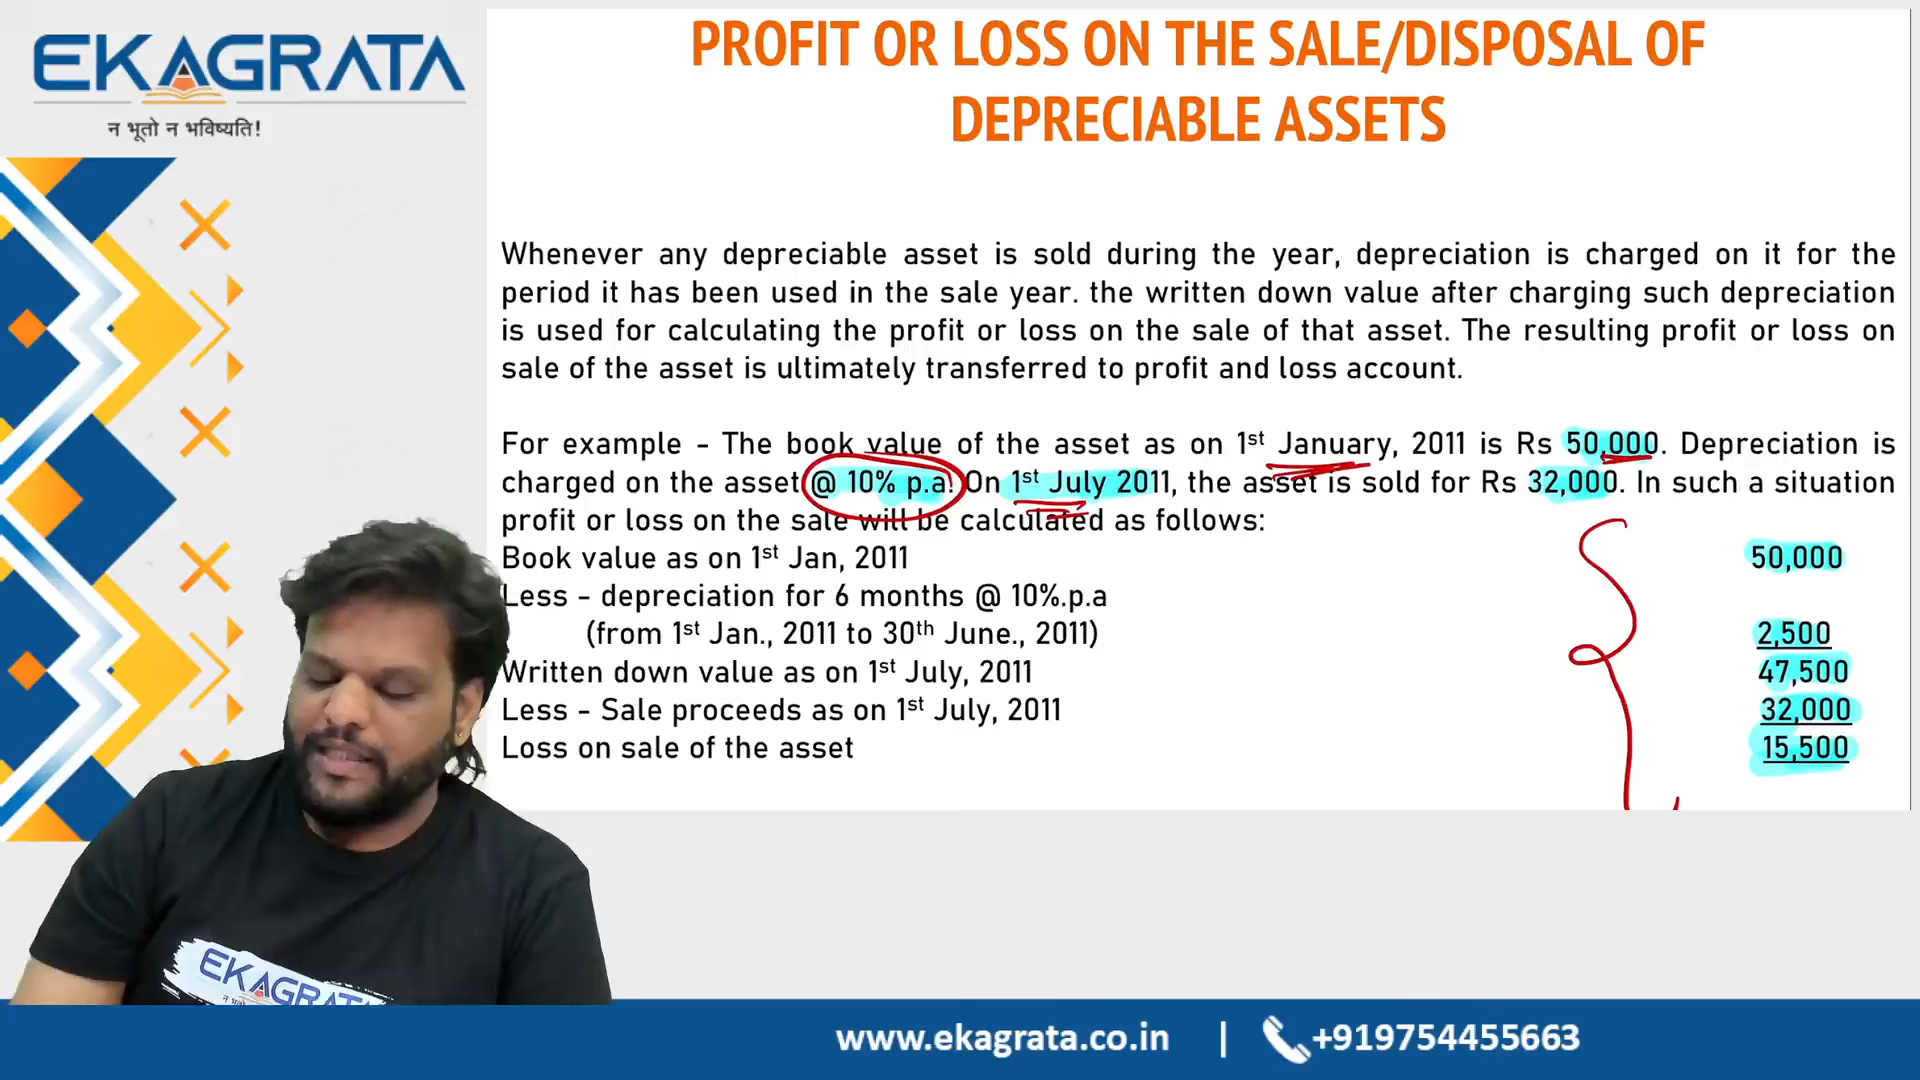 EKAGRATA
न भूतो न भविष्यति!
PROFIT OR LOSS ON THE SALE/DISPOSAL OF
DEPRECIABLE ASSETS
Whenever any depreciable asset is sold during the year, depreciation is charged on it for the
period it has been used in the sale year. the written down value after charging such depreciation
is used for calculating the profit or loss on the sale of that asset. The resulting profit or loss on
sale of the asset is ultimately transferred to profit and loss account.
For example - The book value of the asset as on 1st January, 2011 is Rs 50,000. Depreciation is
charged on the asset @ 10% p.a. On 1st July 2011, the asset is sold for Rs 32,000. In such a situation
profit or loss on the sale will be calculated as follows:
Book value as on 1st Jan, 2011 50,000
Less - depreciation for 6 months @ 10%.p.a
(from 1st Jan., 2011 to 30th June., 2011) 2,500
Written down value as on 1st July, 2011 47,500
Less - Sale proceeds as on 1st July, 2011 32,000
Loss on sale of the asset 15,500
EKAGRATA
www.ekagrata.co.in | +919754455663